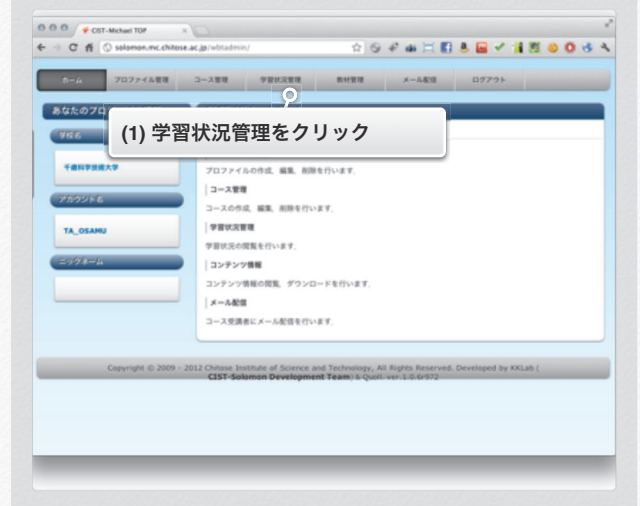 CIST-Michael TOP
solomon.mc.chitose.ac.jp/wbtadmin/
ホーム プロファイル管理 コース管理 学習状況管理 教材管理 メール配信 ログアウト
あなたのプロ
(1) 学習状況管理をクリック
学校名
千歳科学技術大学
アカウント名
TA_OSAMU
ニックネーム
プロファイルの作成、編集、削除を行います.
コース管理
コースの作成、編集、削除を行います.
学習状況管理
学習状況の閲覧を行います.
コンテンツ情報
コンテンツ情報の閲覧、ダウンロードを行います.
メール配信
コース受講者にメール配信を行います.
Copyright © 2009 - 2012 Chitose Institute of Science and Technology, All Rights Reserved. Developed by KKLab (
CIST-Solomon Development Team) & Quoll. ver.1.0.6r972